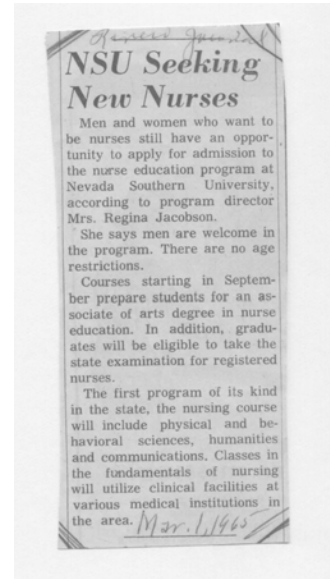 Review Journal
NSU Seeking
New Nurses
Men and women who want to
be nurses still have an oppor-
tunity to apply for admission to
the nurse education program at
Nevada Southern University,
according to program director
Mrs. Regina Jacobson.
She says men are welcome in
the program. There are no age
restrictions.
Courses starting in Septem-
ber prepare students for an as-
sociate of arts degree in nurse
education. In addition, gradu-
ates will be eligible to take the
state examination for registered
nurses.
The first program of its kind
in the state, the nursing course
will include physical and be-
havioral sciences, humanities
and communications. Classes in
the fundamentals of nursing
will utilize clinical facilities at
various medical institutions in
the area. Mar. 1, 1965